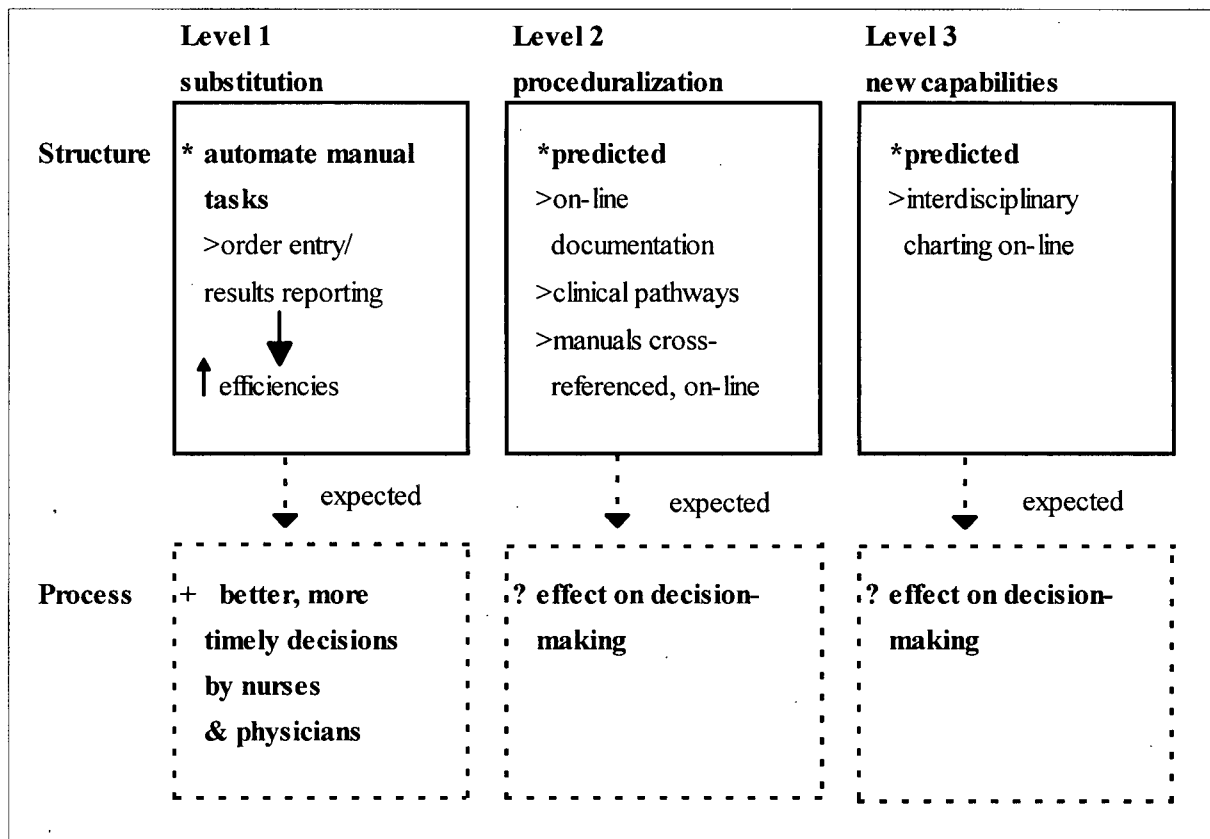 Level 1
substitution
Level 2
proceduralization
Level 3
new capabilities
Structure
* automate manual
tasks
>order entry/
results reporting
efficiencies
*predicted
>on-line
documentation
>clinical pathways
>manuals cross-
referenced, on-line
*predicted
>interdisciplinary
charting on-line
expected
expected
expected
Process
+ better, more
timely decisions
by nurses
& physicians
? effect on decision-
making
? effect on decision-
making